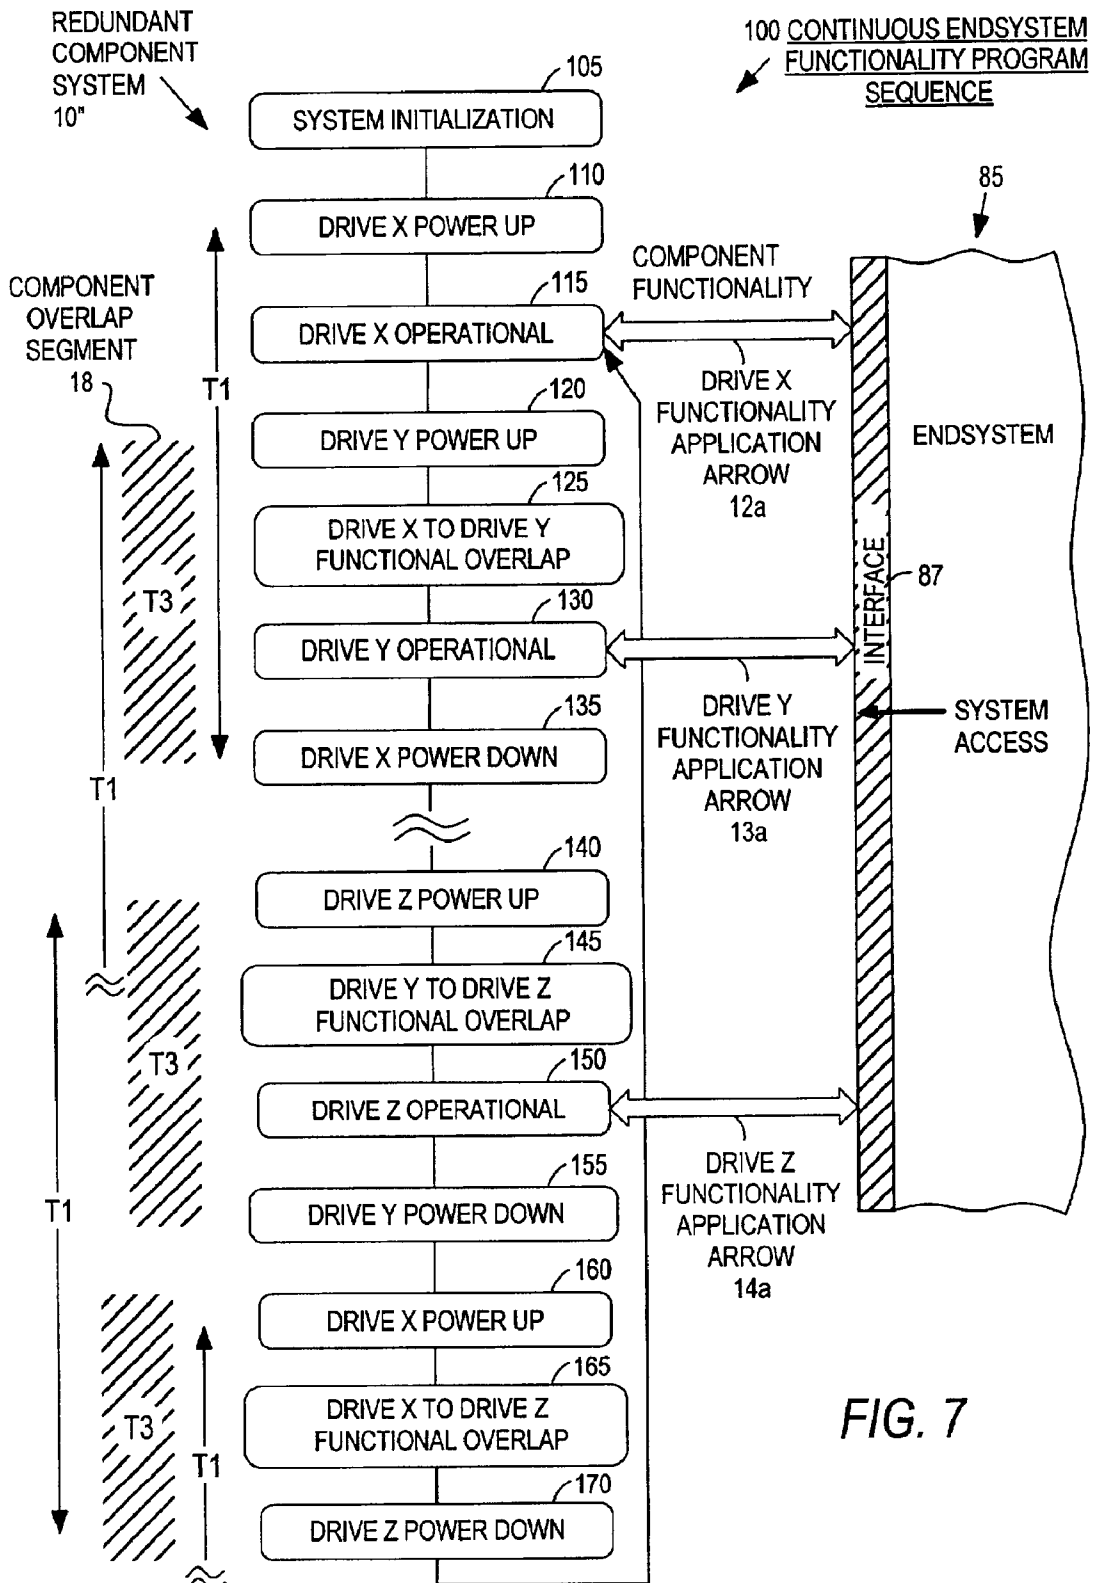 REDUNDANT
COMPONENT
SYSTEM
10"
100 CONTINUOUS ENDSYSTEM
FUNCTIONALITY PROGRAM
SEQUENCE
105
SYSTEM INITIALIZATION
110
DRIVE X POWER UP
85
COMPONENT
OVERLAP
SEGMENT
18
T1
115
DRIVE X OPERATIONAL
COMPONENT
FUNCTIONALITY
DRIVE X
FUNCTIONALITY
APPLICATION
ARROW
12a
ENDSYSTEM
120
DRIVE Y POWER UP
125
DRIVE X TO DRIVE Y
FUNCTIONAL OVERLAP
T3
INTERFACE
87
130
DRIVE Y OPERATIONAL
DRIVE Y
FUNCTIONALITY
APPLICATION
ARROW
13a
SYSTEM
ACCESS
135
DRIVE X POWER DOWN
T1
140
DRIVE Z POWER UP
145
DRIVE Y TO DRIVE Z
FUNCTIONAL OVERLAP
T3
150
DRIVE Z OPERATIONAL
DRIVE Z
FUNCTIONALITY
APPLICATION
ARROW
14a
155
DRIVE Y POWER DOWN
T1
160
DRIVE X POWER UP
165
DRIVE X TO DRIVE Z
FUNCTIONAL OVERLAP
T3
T1
170
DRIVE Z POWER DOWN
FIG. 7